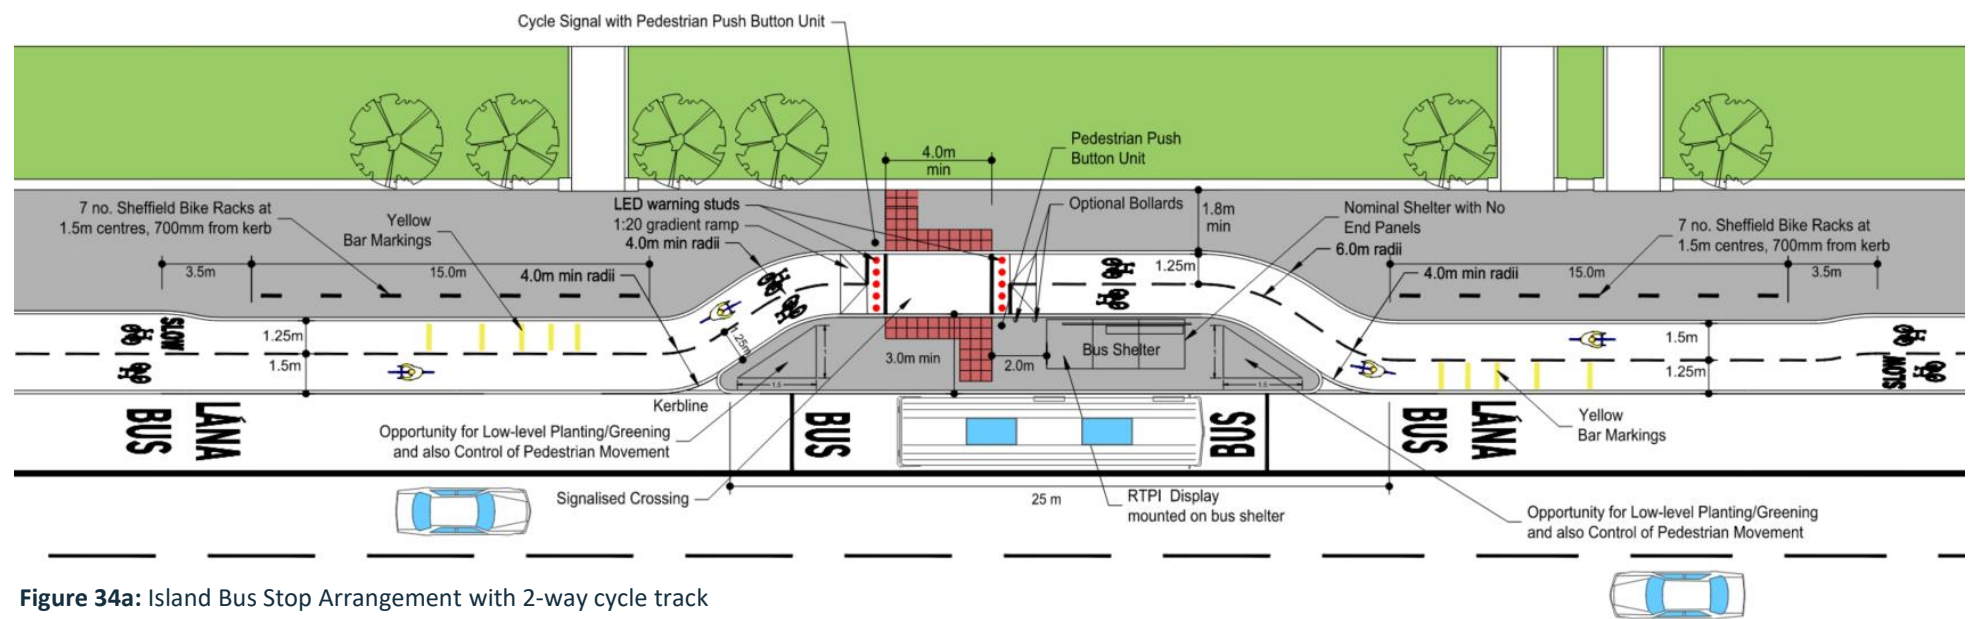 Cycle Signal with Pedestrian Push Button Unit
4.0m
min
Pedestrian Push
Button Unit
7 no. Sheffield Bike Racks at
1.5m centres, 700mm from kerb
Yellow
Bar Markings
LED warning studs
1:20 gradient ramp
4.0m min radii
Optional Bollards
1.8m
min
Nominal Shelter with No
End Panels
6.0m radii
7 no. Sheffield Bike Racks at
1.5m centres, 700mm from kerb
3.5m
15.0m
4.0m min radii
1.25m
4.0m min radii
15.0m
3.5m
SLOW
1.25m
1.5m
1.25m
3.0m min
2.0m
Bus Shelter
1.5
1.5
1.5m
1.25m
SLOW
Kerbline
LÁNA
BUS
BUS
BUS
LÁNA
BUS
Opportunity for Low-level Planting/Greening
and also Control of Pedestrian Movement
Yellow
Bar Markings
Signalised Crossing
25 m
RTPI Display
mounted on bus shelter
Opportunity for Low-level Planting/Greening
and also Control of Pedestrian Movement
Figure 34a: Island Bus Stop Arrangement with 2-way cycle track